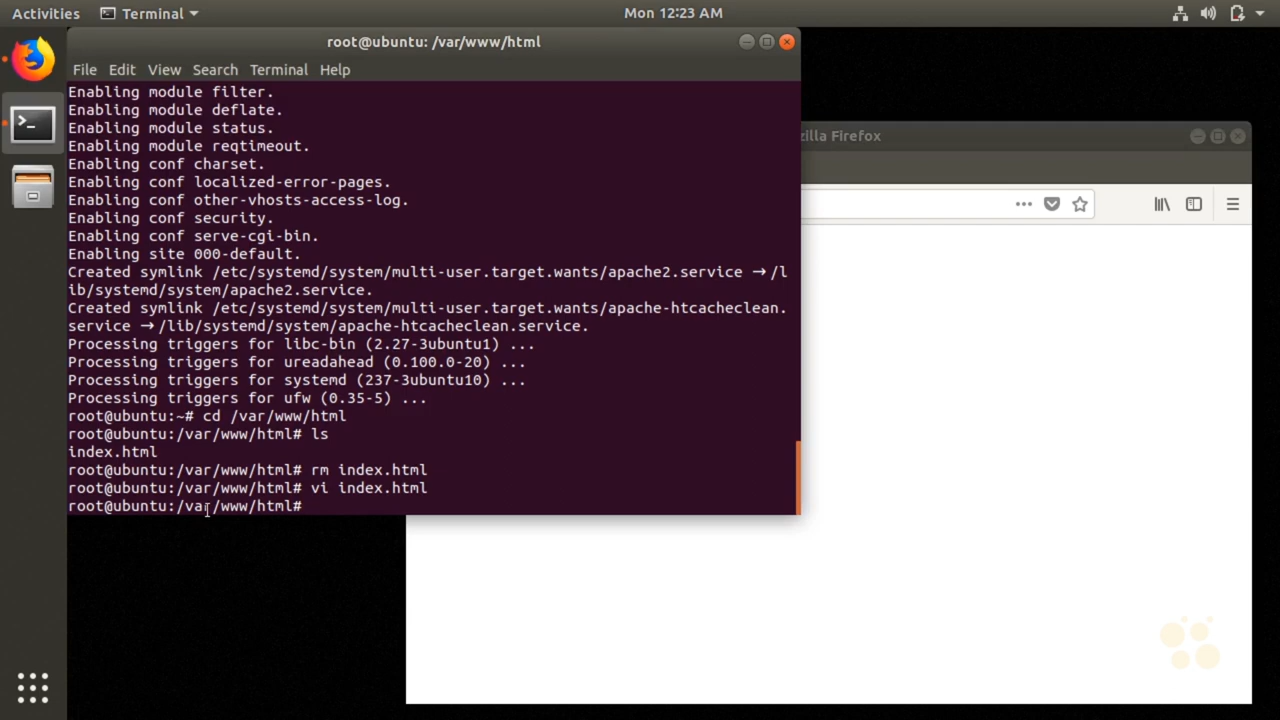 Activities Terminal Mon 12:23 AM
root@ubuntu: /var/www/html
File Edit View Search Terminal Help
Enabling module filter.
Enabling module deflate.
Enabling module status.
Enabling module reqtimeout.
Enabling conf charset.
Enabling conf localized-error-pages.
Enabling conf other-vhosts-access-log.
Enabling conf security.
Enabling conf serve-cgi-bin.
Enabling site 000-default.
Created symlink /etc/systemd/system/multi-user.target.wants/apache2.service → /l
ib/systemd/system/apache2.service.
Created symlink /etc/systemd/system/multi-user.target.wants/apache-htcacheclean.
service → /lib/systemd/system/apache-htcacheclean.service.
Processing triggers for libc-bin (2.27-3ubuntu1) ...
Processing triggers for ureadahead (0.100.0-20) ...
Processing triggers for systemd (237-3ubuntu10) ...
Processing triggers for ufw (0.35-5) ...
root@ubuntu:~# cd /var/www/html
root@ubuntu:/var/www/html# ls
index.html
root@ubuntu:/var/www/html# rm index.html
root@ubuntu:/var/www/html# vi index.html
root@ubuntu:/var/www/html#
zilla Firefox